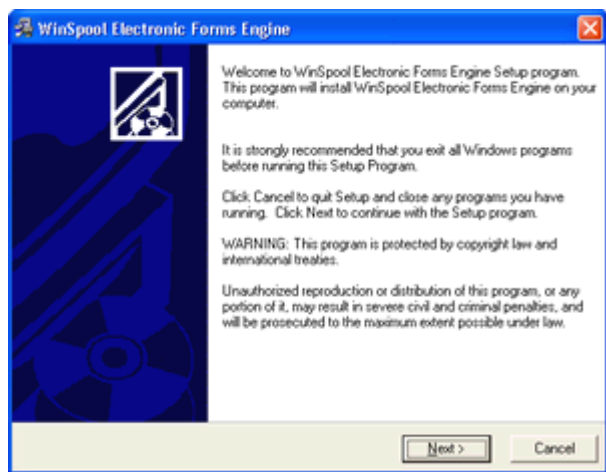 WinSpool Electronic Forms Engine
Welcome to WinSpool Electronic Forms Engine Setup program.
This program will install WinSpool Electronic Forms Engine on your
computer.
It is strongly recommended that you exit all Windows programs
before running this Setup Program.
Click Cancel to quit Setup and close any programs you have
running. Click Next to continue with the Setup program.
WARNING: This program is protected by copyright law and
international treaties.
Unauthorized reproduction or distribution of this program, or any
portion of it, may result in severe civil and criminal penalties, and
will be prosecuted to the maximum extent possible under law.
Next > Cancel